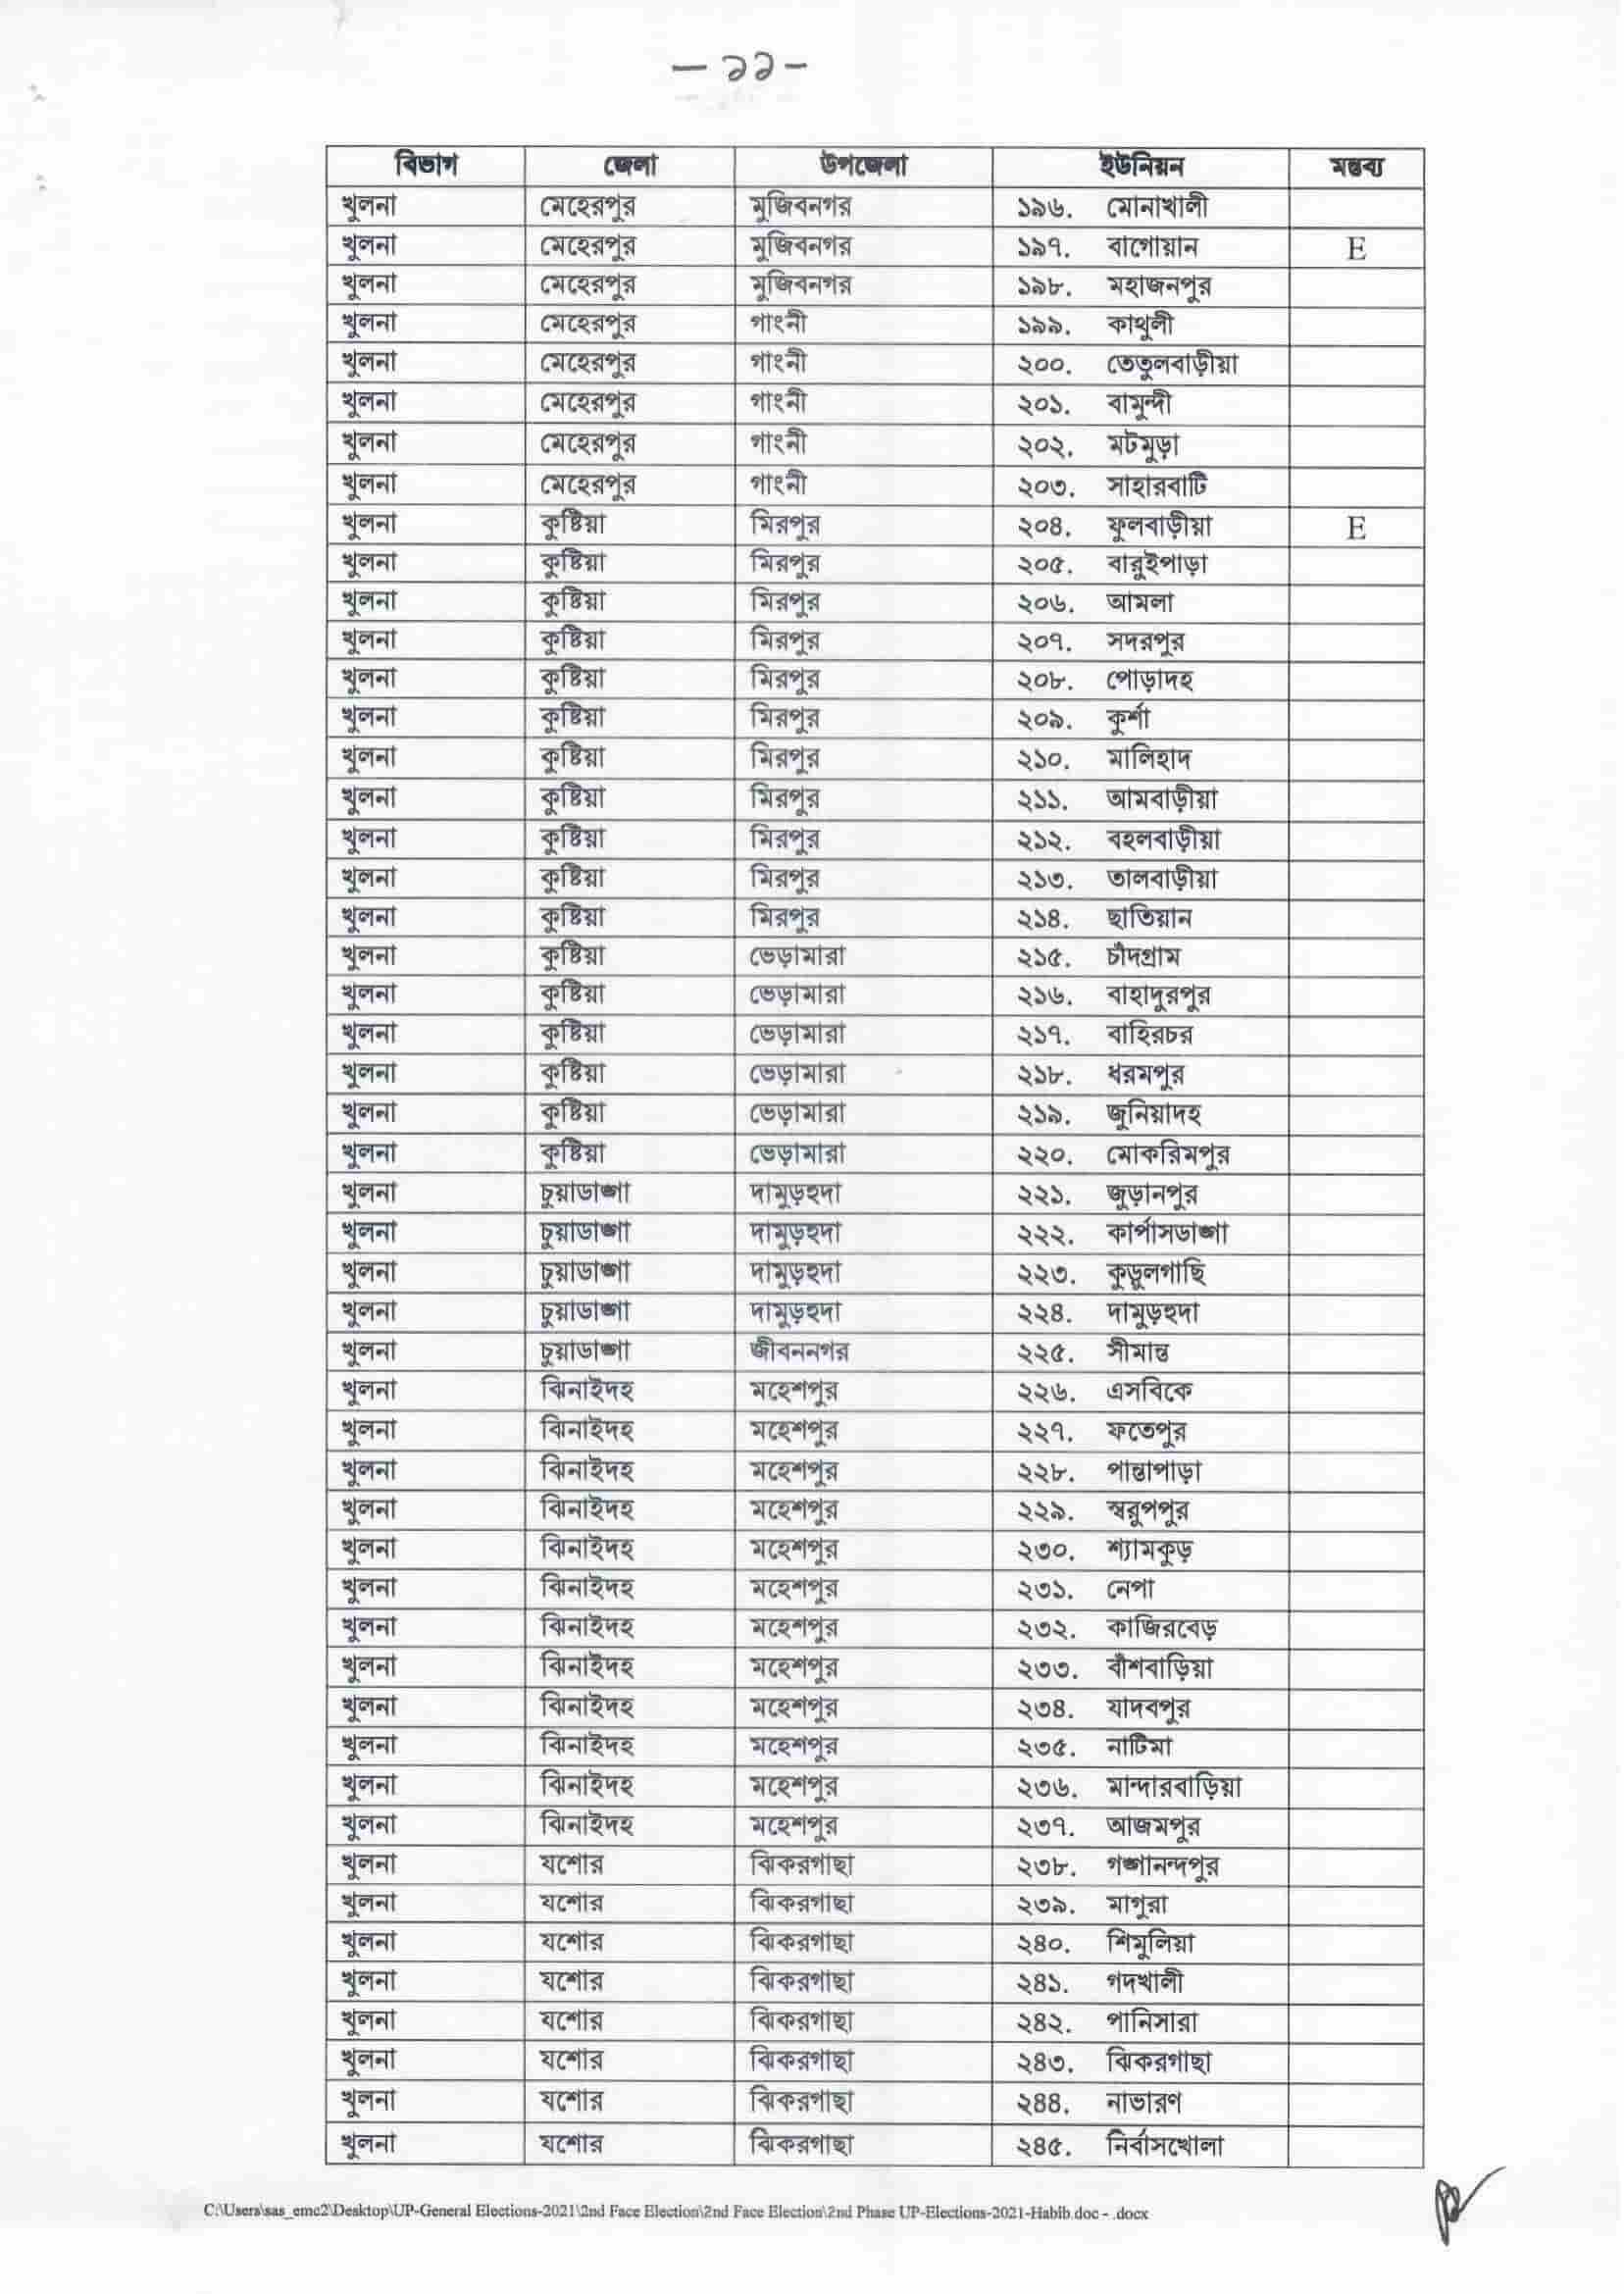 - ১১ -
বিভাগ জেলা উপজেলা ইউনিয়ন মন্তব্য
খুলনা মেহেরপুর মুজিবনগর ১৯৬. মোনাখালী
খুলনা মেহেরপুর মুজিবনগর ১৯৭. বাগোয়ান E
খুলনা মেহেরপুর মুজিবনগর ১৯৮. মহাজনপুর
খুলনা মেহেরপুর গাংনী ১৯৯. কাথুলী
খুলনা মেহেরপুর গাংনী ২০০. তেতুলবাড়ীয়া
খুলনা মেহেরপুর গাংনী ২০১. বামুন্দী
খুলনা মেহেরপুর গাংনী ২০২. মটমুড়া
খুলনা মেহেরপুর গাংনী ২০৩. সাহারবাটি
খুলনা কুষ্টিয়া মিরপুর ২০৪. ফুলবাড়ীয়া E
খুলনা কুষ্টিয়া মিরপুর ২০৫. বারুইপাড়া
খুলনা কুষ্টিয়া মিরপুর ২০৬. আমলা
খুলনা কুষ্টিয়া মিরপুর ২০৭. সদরপুর
খুলনা কুষ্টিয়া মিরপুর ২০৮. পোড়াদহ
খুলনা কুষ্টিয়া মিরপুর ২০৯. কুর্শা
খুলনা কুষ্টিয়া মিরপুর ২১০. মালিহাদ
খুলনা কুষ্টিয়া মিরপুর ২১১. আমবাড়ীয়া
খুলনা কুষ্টিয়া মিরপুর ২১২. বহলবাড়ীয়া
খুলনা কুষ্টিয়া মিরপুর ২১৩. তালবাড়ীয়া
খুলনা কুষ্টিয়া মিরপুর ২১৪. ছাতিয়ান
খুলনা কুষ্টিয়া ভেড়ামারা ২১৫. চাঁদগ্রাম
খুলনা কুষ্টিয়া ভেড়ামারা ২১৬. বাহাদুরপুর
খুলনা কুষ্টিয়া ভেড়ামারা ২১৭. বাহিরচর
খুলনা কুষ্টিয়া ভেড়ামারা ২১৮. ধরমপুর
খুলনা কুষ্টিয়া ভেড়ামারা ২১৯. জুনিয়াদহ
খুলনা কুষ্টিয়া ভেড়ামারা ২২০. মোকরিমপুর
খুলনা চুয়াডাঙ্গা দামুড়হুদা ২২১. জুড়ানপুর
খুলনা চুয়াডাঙ্গা দামুড়হুদা ২২২. কার্পাসডাঙ্গা
খুলনা চুয়াডাঙ্গা দামুড়হুদা ২২৩. কুড়ুলগাছি
খুলনা চুয়াডাঙ্গা দামুড়হুদা ২২৪. দামুড়হুদা
খুলনা চুয়াডাঙ্গা জীবননগর ২২৫. সীমান্ত
খুলনা ঝিনাইদহ মহেশপুর ২২৬. এসবিকে
খুলনা ঝিনাইদহ মহেশপুর ২২৭. ফতেপুর
খুলনা ঝিনাইদহ মহেশপুর ২২৮. পান্তাপাড়া
খুলনা ঝিনাইদহ মহেশপুর ২২৯. স্বরুপপুর
খুলনা ঝিনাইদহ মহেশপুর ২৩০. শ্যামকুড়
খুলনা ঝিনাইদহ মহেশপুর ২৩১. নেপা
খুলনা ঝিনাইদহ মহেশপুর ২৩২. কাজিরবেড়
খুলনা ঝিনাইদহ মহেশপুর ২৩৩. বাঁশবাড়িয়া
খুলনা ঝিনাইদহ মহেশপুর ২৩৪. যাদবপুর
খুলনা ঝিনাইদহ মহেশপুর ২৩৫. নাটিমা
খুলনা ঝিনাইদহ মহেশপুর ২৩৬. মান্দারবাড়িয়া
খুলনা ঝিনাইদহ মহেশপুর ২৩৭. আজমপুর
খুলনা যশোর ঝিকরগাছা ২৩৮. গঙ্গানন্দপুর
খুলনা যশোর ঝিকরগাছা ২৩৯. মাগুরা
খুলনা যশোর ঝিকরগাছা ২৪০. শিমুলিয়া
খুলনা যশোর ঝিকরগাছা ২৪১. গদখালী
খুলনা যশোর ঝিকরগাছা ২৪২. পানিসারা
খুলনা যশোর ঝিকরগাছা ২৪৩. ঝিকরগাছা
খুলনা যশোর ঝিকরগাছা ২৪৪. নাভারণ
খুলনা যশোর ঝিকরগাছা ২৪৫. নির্বাসখোলা
C:\Users\sas_emc2\Desktop\UP-General Elections-2021\2nd Face Election\2nd Face Election\2nd Phase UP-Elections-2021-Habib.doc - .docx